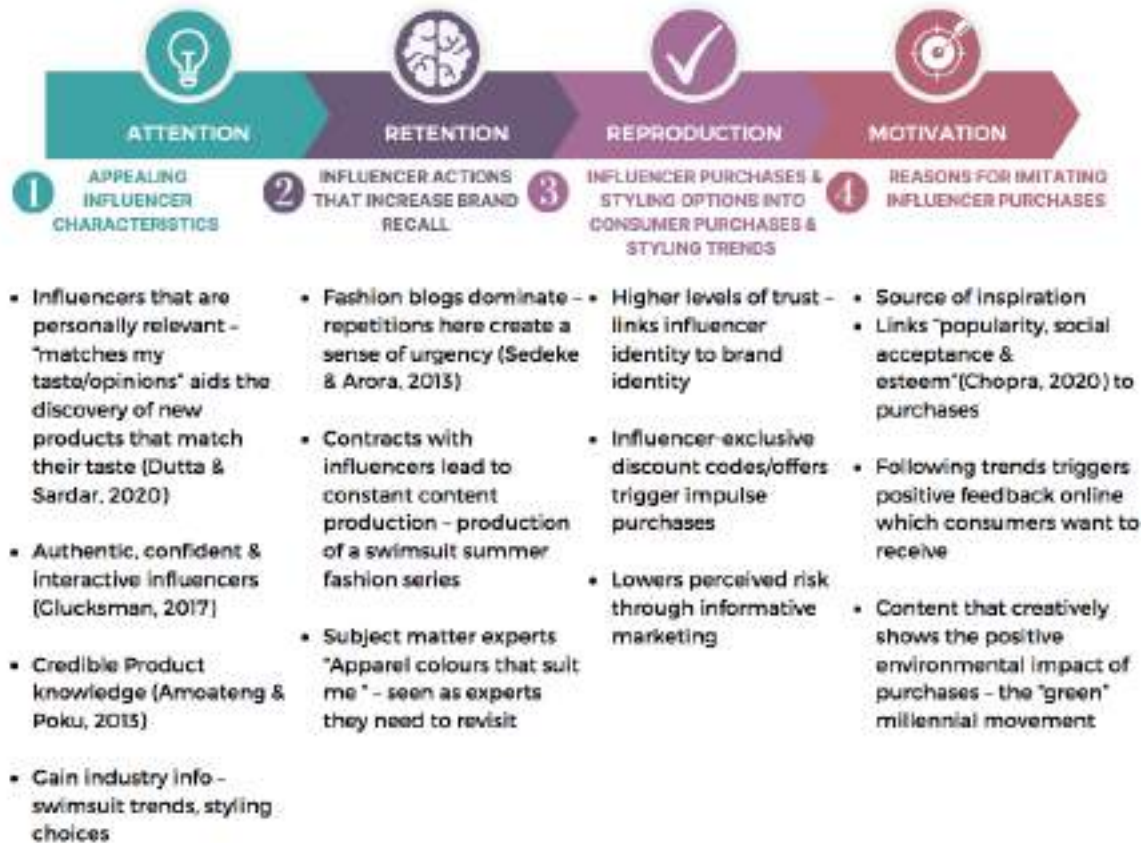 ATTENTION
RETENTION
REPRODUCTION
MOTIVATION
1
APPEALING
INFLUENCER
CHARACTERISTICS
2
INFLUENCER ACTIONS
THAT INCREASE BRAND
RECALL
3
INFLUENCER PURCHASES &
STYLING OPTIONS INTO
CONSUMER PURCHASES &
STYLING TRENDS
4
REASONS FOR IMITATING
INFLUENCER PURCHASES
• Influencers that are
personally relevant –
"matches my
taste/opinions" aids the
discovery of new
products that match
their taste (Dutta &
Sardar, 2020)
• Authentic, confident &
interactive influencers
(Glucksman, 2017)
• Credible Product
knowledge (Amoateng &
Poku, 2013)
• Gain industry info –
swimsuit trends, styling
choices
• Fashion blogs dominate –
repetitions here create a
sense of urgency (Sedeke
& Arora, 2013)
• Contracts with
influencers lead to
constant content
production – production
of a swimsuit summer
fashion series
• Subject matter experts
"Apparel colours that suit
me " – seen as experts
they need to revisit
• Higher levels of trust –
links influencer
identity to brand
identity
• Influencer-exclusive
discount codes/offers
trigger impulse
purchases
• Lowers perceived risk
through informative
marketing
• Source of inspiration
• Links "popularity, social
acceptance &
esteem"(Chopra, 2020) to
purchases
• Following trends triggers
positive feedback online
which consumers want to
receive
• Content that creatively
shows the positive
environmental impact of
purchases – the "green"
millennial movement